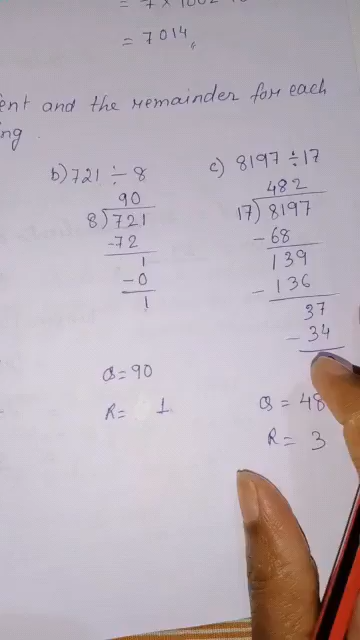 = 7014
ent and the remainder for each
ing.
b) 721 ÷ 8
90
8) 721
-72
1
-0
1
Q = 90
R = 1
c) 8197 ÷ 17
482
17) 8197
-68
139
- 136
37
- 34
Q = 48
R = 3